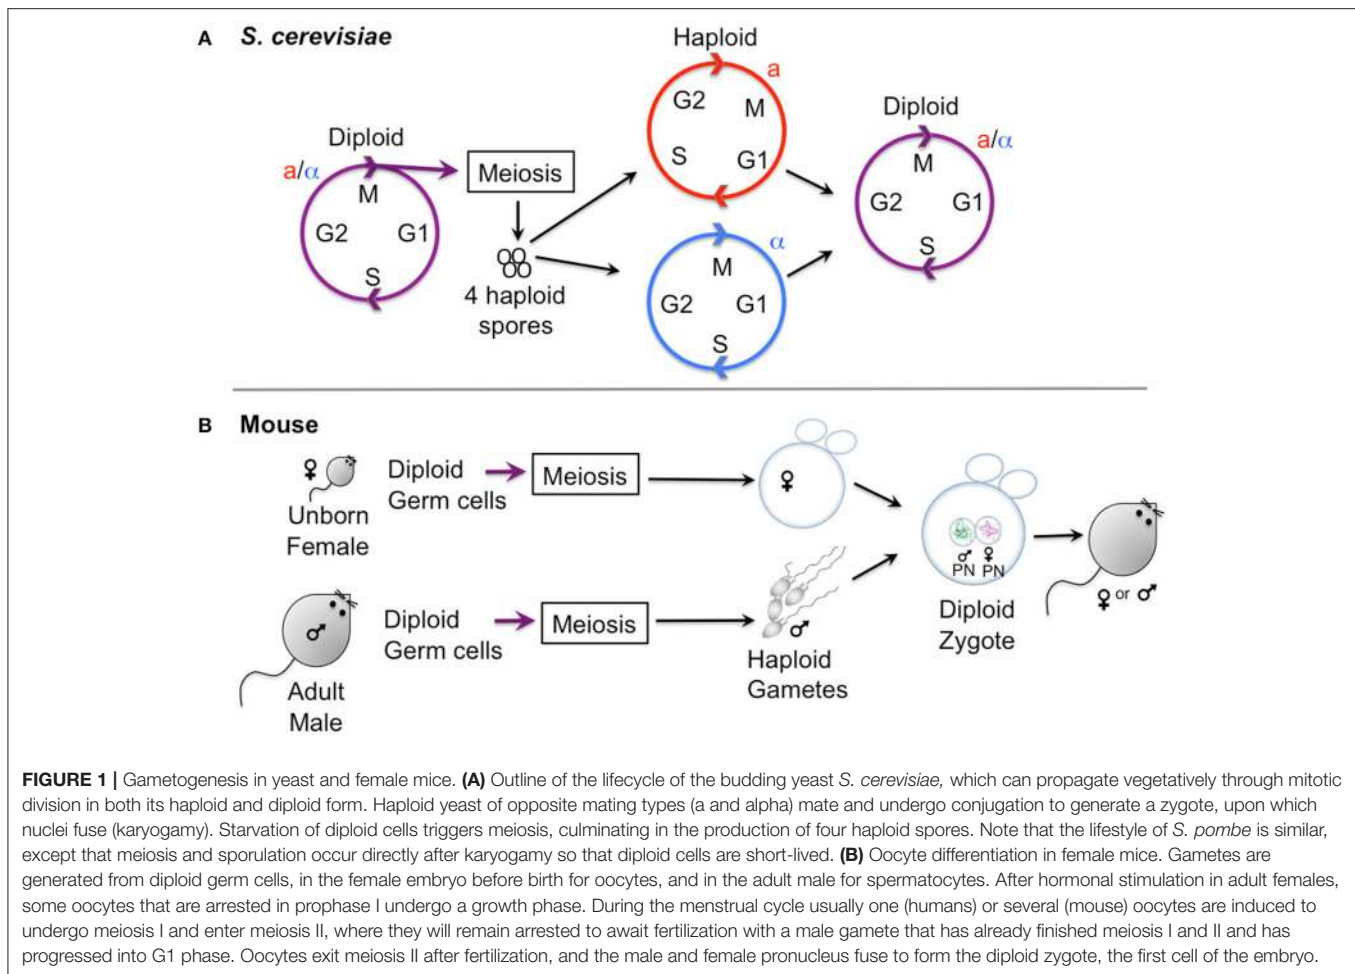 A S. cerevisiae
Haploid
a
G2
M
S
G1
Diploid
a/α
M
G2
G1
S
Meiosis
4 haploid
spores
α
M
G2
G1
S
Diploid
a/α
M
G2
G1
S
B Mouse
♀
Unborn
Female
Diploid
Germ cells
Meiosis
♀
♂
Adult
Male
Diploid
Germ cells
Meiosis
♂
Haploid
Gametes
♂ ♀
PN PN
Diploid
Zygote
♀ or ♂
FIGURE 1 | Gametogenesis in yeast and female mice. (A) Outline of the lifecycle of the budding yeast S. cerevisiae, which can propagate vegetatively through mitotic
division in both its haploid and diploid form. Haploid yeast of opposite mating types (a and alpha) mate and undergo conjugation to generate a zygote, upon which
nuclei fuse (karyogamy). Starvation of diploid cells triggers meiosis, culminating in the production of four haploid spores. Note that the lifestyle of S. pombe is similar,
except that meiosis and sporulation occur directly after karyogamy so that diploid cells are short-lived. (B) Oocyte differentiation in female mice. Gametes are
generated from diploid germ cells, in the female embryo before birth for oocytes, and in the adult male for spermatocytes. After hormonal stimulation in adult females,
some oocytes that are arrested in prophase I undergo a growth phase. During the menstrual cycle usually one (humans) or several (mouse) oocytes are induced to
undergo meiosis I and enter meiosis II, where they will remain arrested to await fertilization with a male gamete that has already finished meiosis I and II and has
progressed into G1 phase. Oocytes exit meiosis II after fertilization, and the male and female pronucleus fuse to form the diploid zygote, the first cell of the embryo.